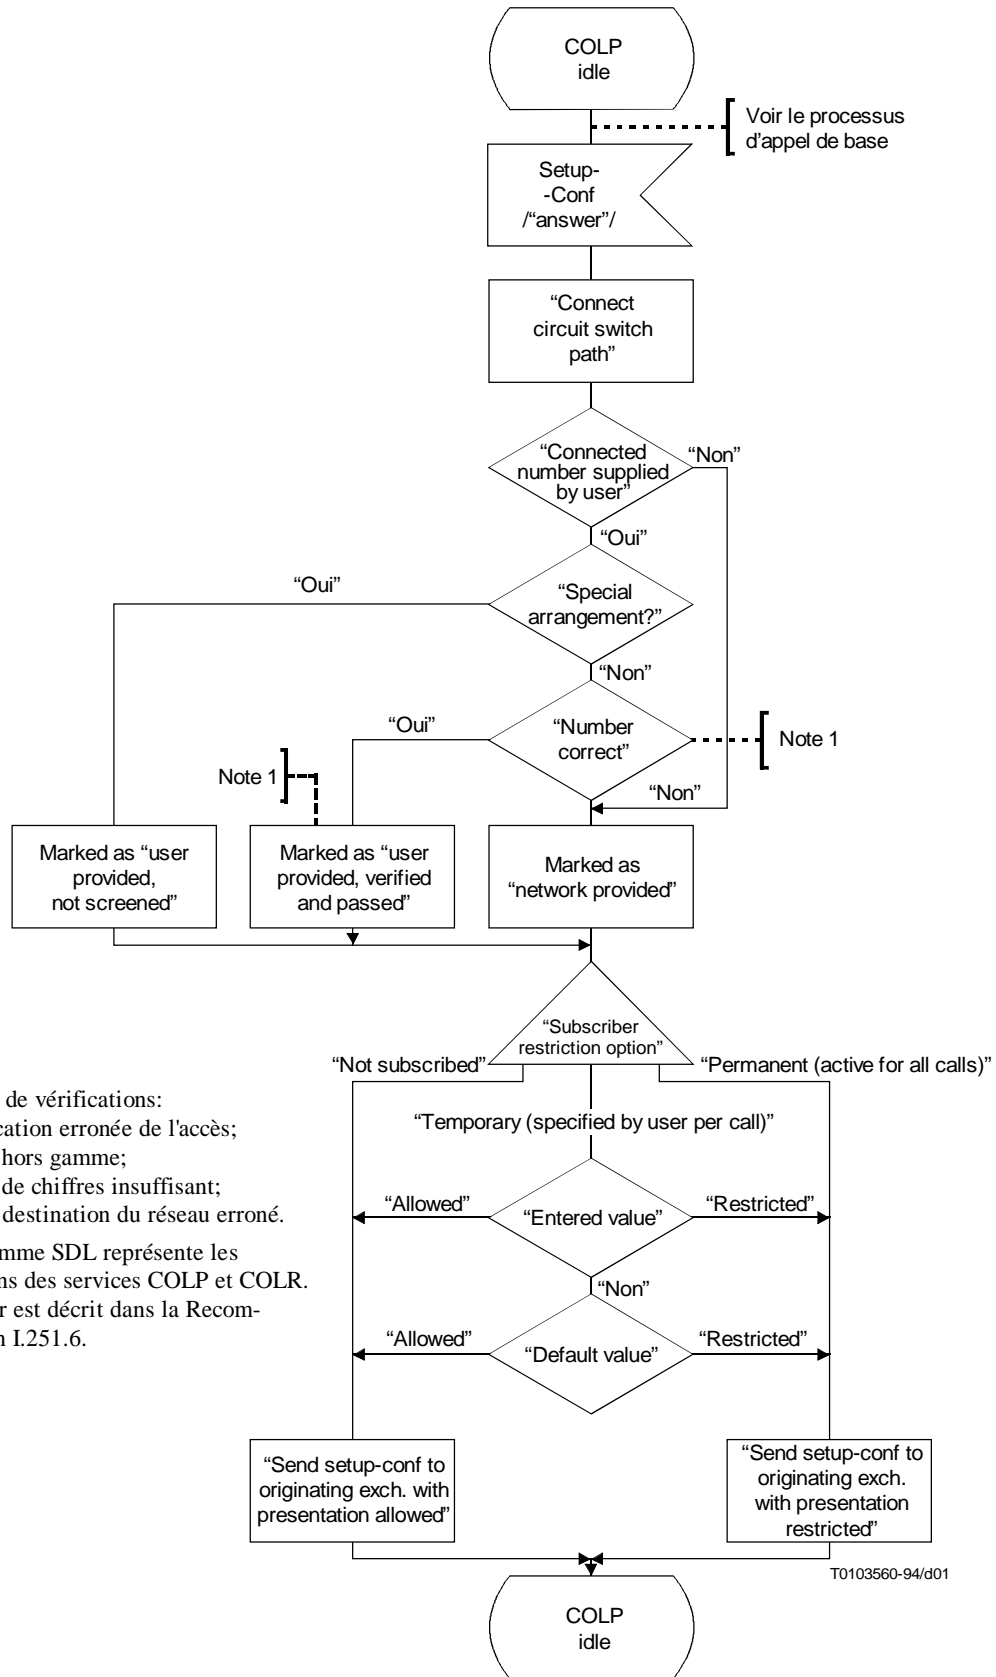 COLP
idle
Voir le processus
d’appel de base
Setup-
-Conf
/“answer”/
“Connect
circuit switch
path”
“Connected
number supplied
by user”
“Non”
“Oui”
“Oui”
“Special
arrangement?”
“Non”
“Oui”
“Number
correct”
Note 1
Note 1
“Non”
Marked as “user
provided,
not screened”
Marked as “user
provided, verified
and passed”
Marked as
“network provided”
“Subscriber
restriction option”
“Not subscribed”
“Permanent (active for all calls)”
“Temporary (specified by user per call)”
de vérifications:
cation erronée de l'accès;
hors gamme;
de chiffres insuffisant;
destination du réseau erroné.
mme SDL représente les
ns des services COLP et COLR.
r est décrit dans la Recom-
n I.251.6.
“Allowed”
“Entered value”
“Restricted”
“Non”
“Allowed”
“Default value”
“Restricted”
“Send setup-conf to
originating exch. with
presentation allowed”
“Send setup-conf to
originating exch.
with presentation
restricted”
T0103560-94/d01
COLP
idle